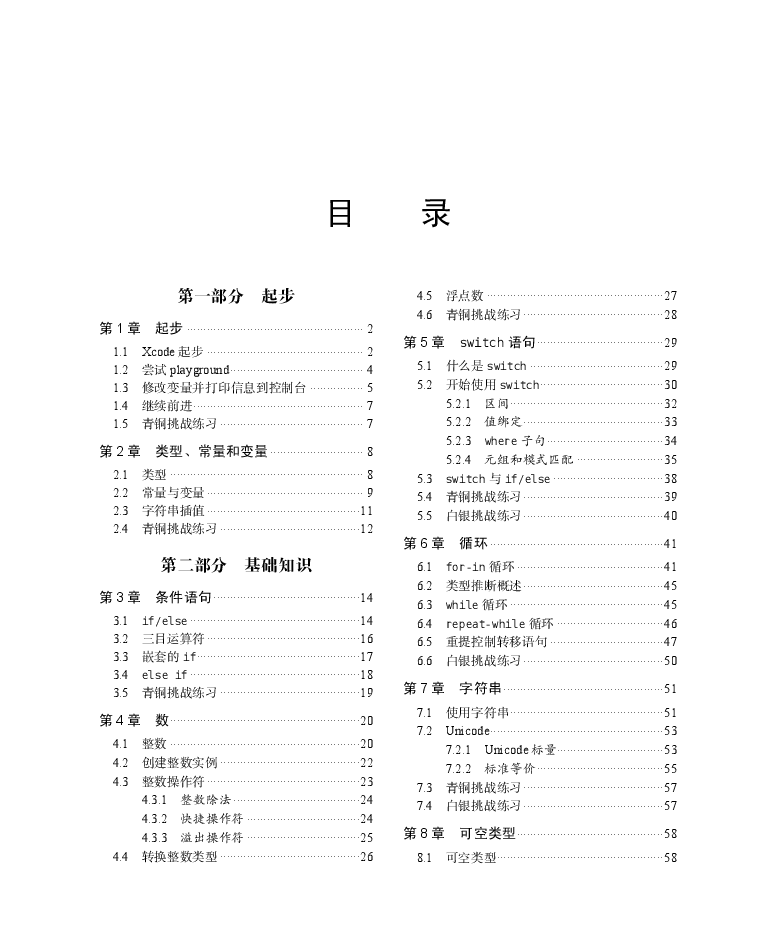 目 录
第一部分 起步
第 1 章 起步 2
1.1 Xcode 起步 2
1.2 尝试 playground 4
1.3 修改变量并打印信息到控制台 5
1.4 继续前进 7
1.5 青铜挑战练习 7
第 2 章 类型、常量和变量 8
2.1 类型 8
2.2 常量与变量 9
2.3 字符串插值 11
2.4 青铜挑战练习 12
第二部分 基础知识
第 3 章 条件语句 14
3.1 if/else 14
3.2 三目运算符 16
3.3 嵌套的 if 17
3.4 else if 18
3.5 青铜挑战练习 19
第 4 章 数 20
4.1 整数 20
4.2 创建整数实例 22
4.3 整数操作符 23
4.3.1 整数除法 24
4.3.2 快捷操作符 24
4.3.3 溢出操作符 25
4.4 转换整数类型 26
4.5 浮点数 27
4.6 青铜挑战练习 28
第 5 章 switch 语句 29
5.1 什么是 switch 29
5.2 开始使用 switch 30
5.2.1 区间 32
5.2.2 值绑定 33
5.2.3 where 子句 34
5.2.4 元组和模式匹配 35
5.3 switch 与 if/else 38
5.4 青铜挑战练习 39
5.5 白银挑战练习 40
第 6 章 循环 41
6.1 for-in 循环 41
6.2 类型推断概述 45
6.3 while 循环 45
6.4 repeat-while 循环 46
6.5 重提控制转移语句 47
6.6 白银挑战练习 50
第 7 章 字符串 51
7.1 使用字符串 51
7.2 Unicode 53
7.2.1 Unicode 标量 53
7.2.2 标准等价 55
7.3 青铜挑战练习 57
7.4 白银挑战练习 57
第 8 章 可空类型 58
8.1 可空类型 58